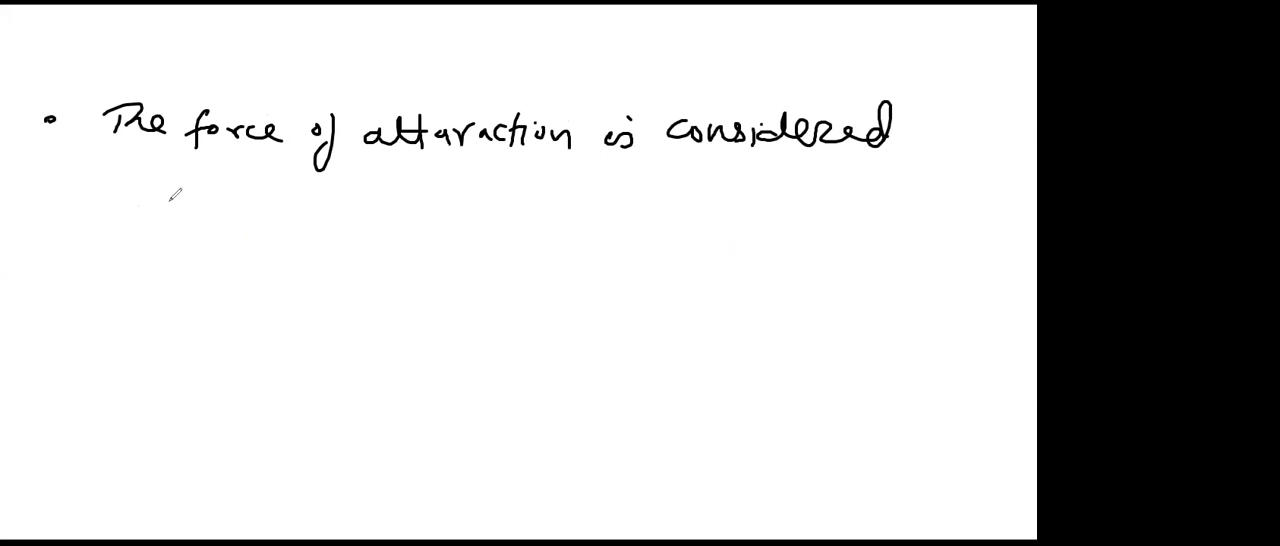 • The force of attaraction is considered